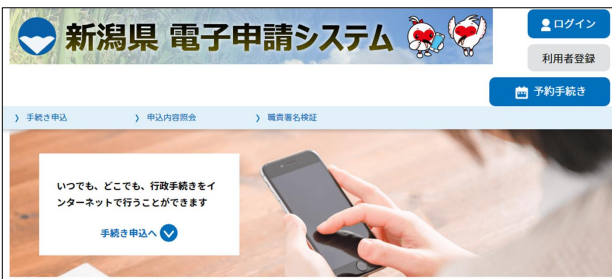 新潟県 電子申請システム
ログイン
利用者登録
予約手続き
手続き申込
申込内容照会
職責署名検証
いつでも、どこでも、行政手続きをイ
ンターネットで行うことができます
手続き申込へ